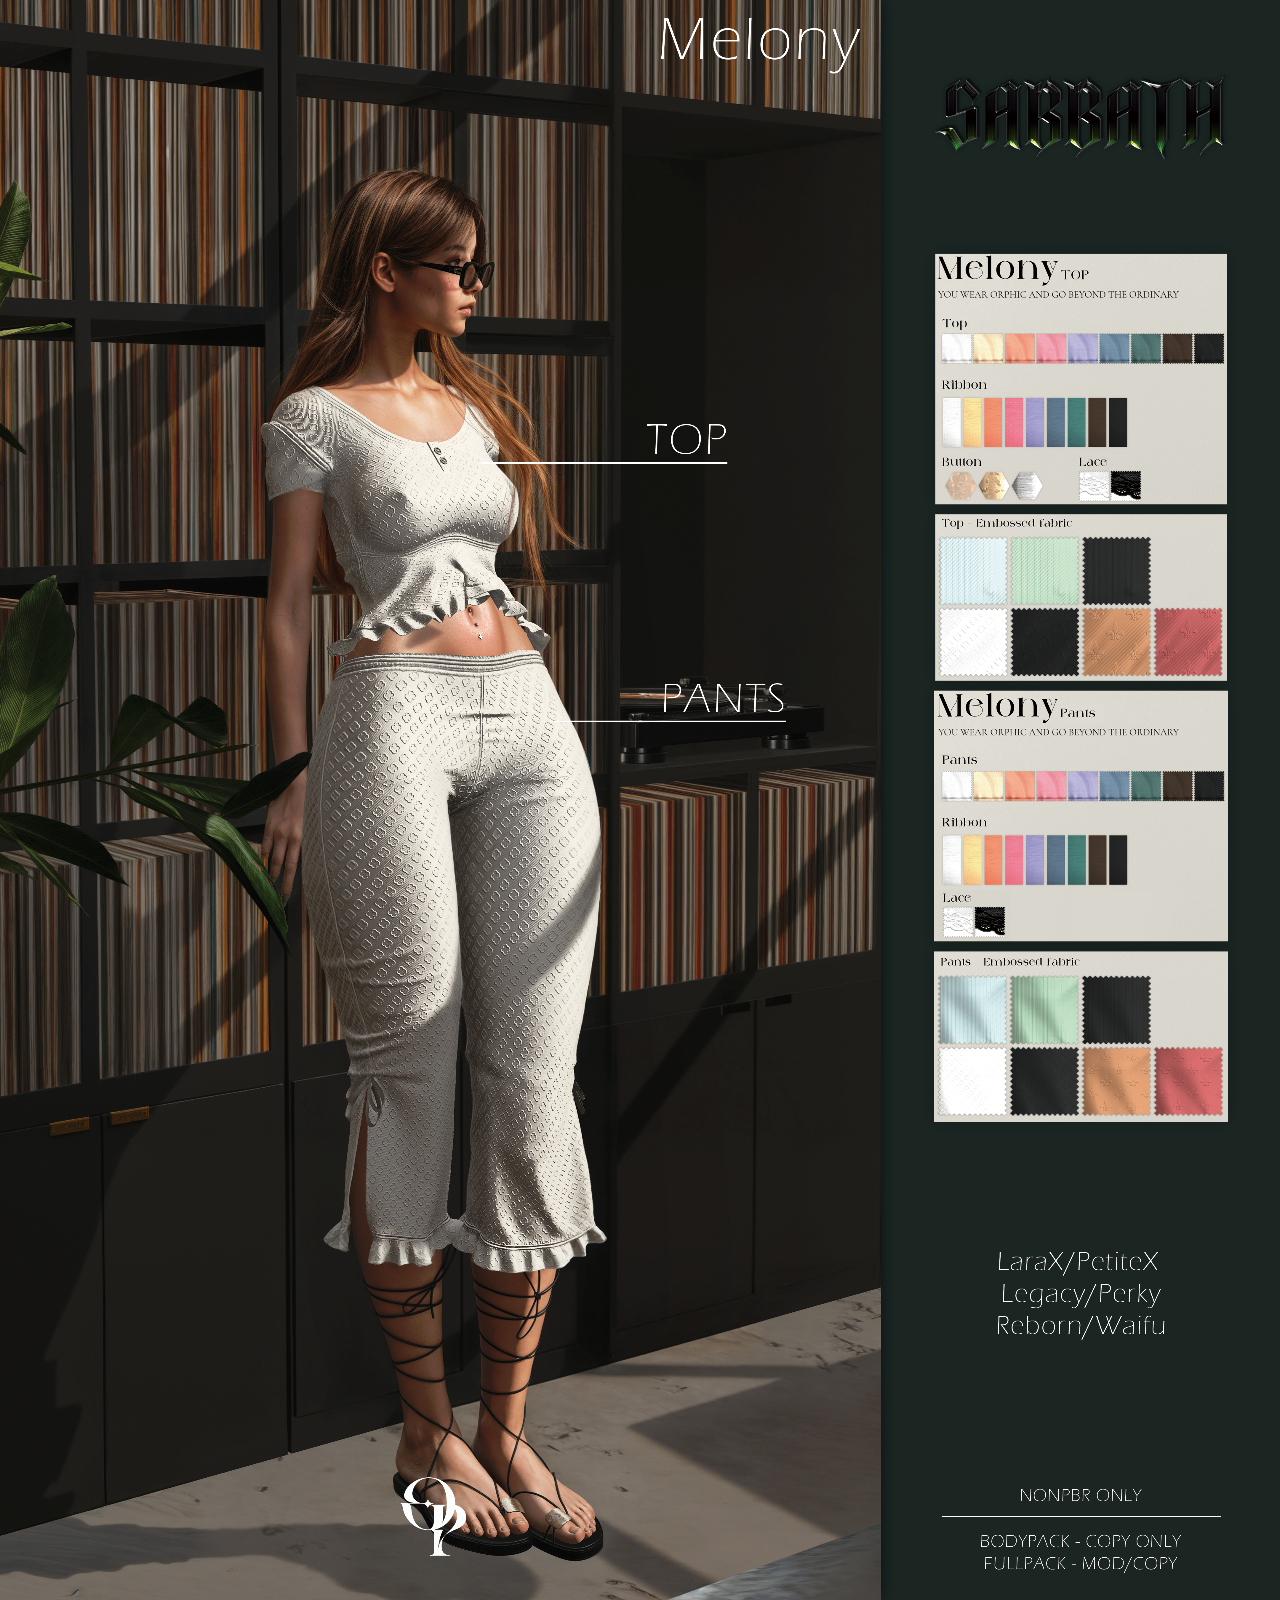 Melony
TOP
PANTS
SABBATH
Melony TOP
YOU WEAR ORPHIC AND GO BEYOND THE ORDINARY
Top
Ribbon
Button Lace
Top - Embossed fabric
Melony Pants
YOU WEAR ORPHIC AND GO BEYOND THE ORDINARY
Pants
Ribbon
Lace
Pants - Embossed fabric
LaraX/PetiteX
Legacy/Perky
Reborn/Waifu
NONPBR ONLY
BODYPACK - COPY ONLY
FULLPACK - MOD/COPY